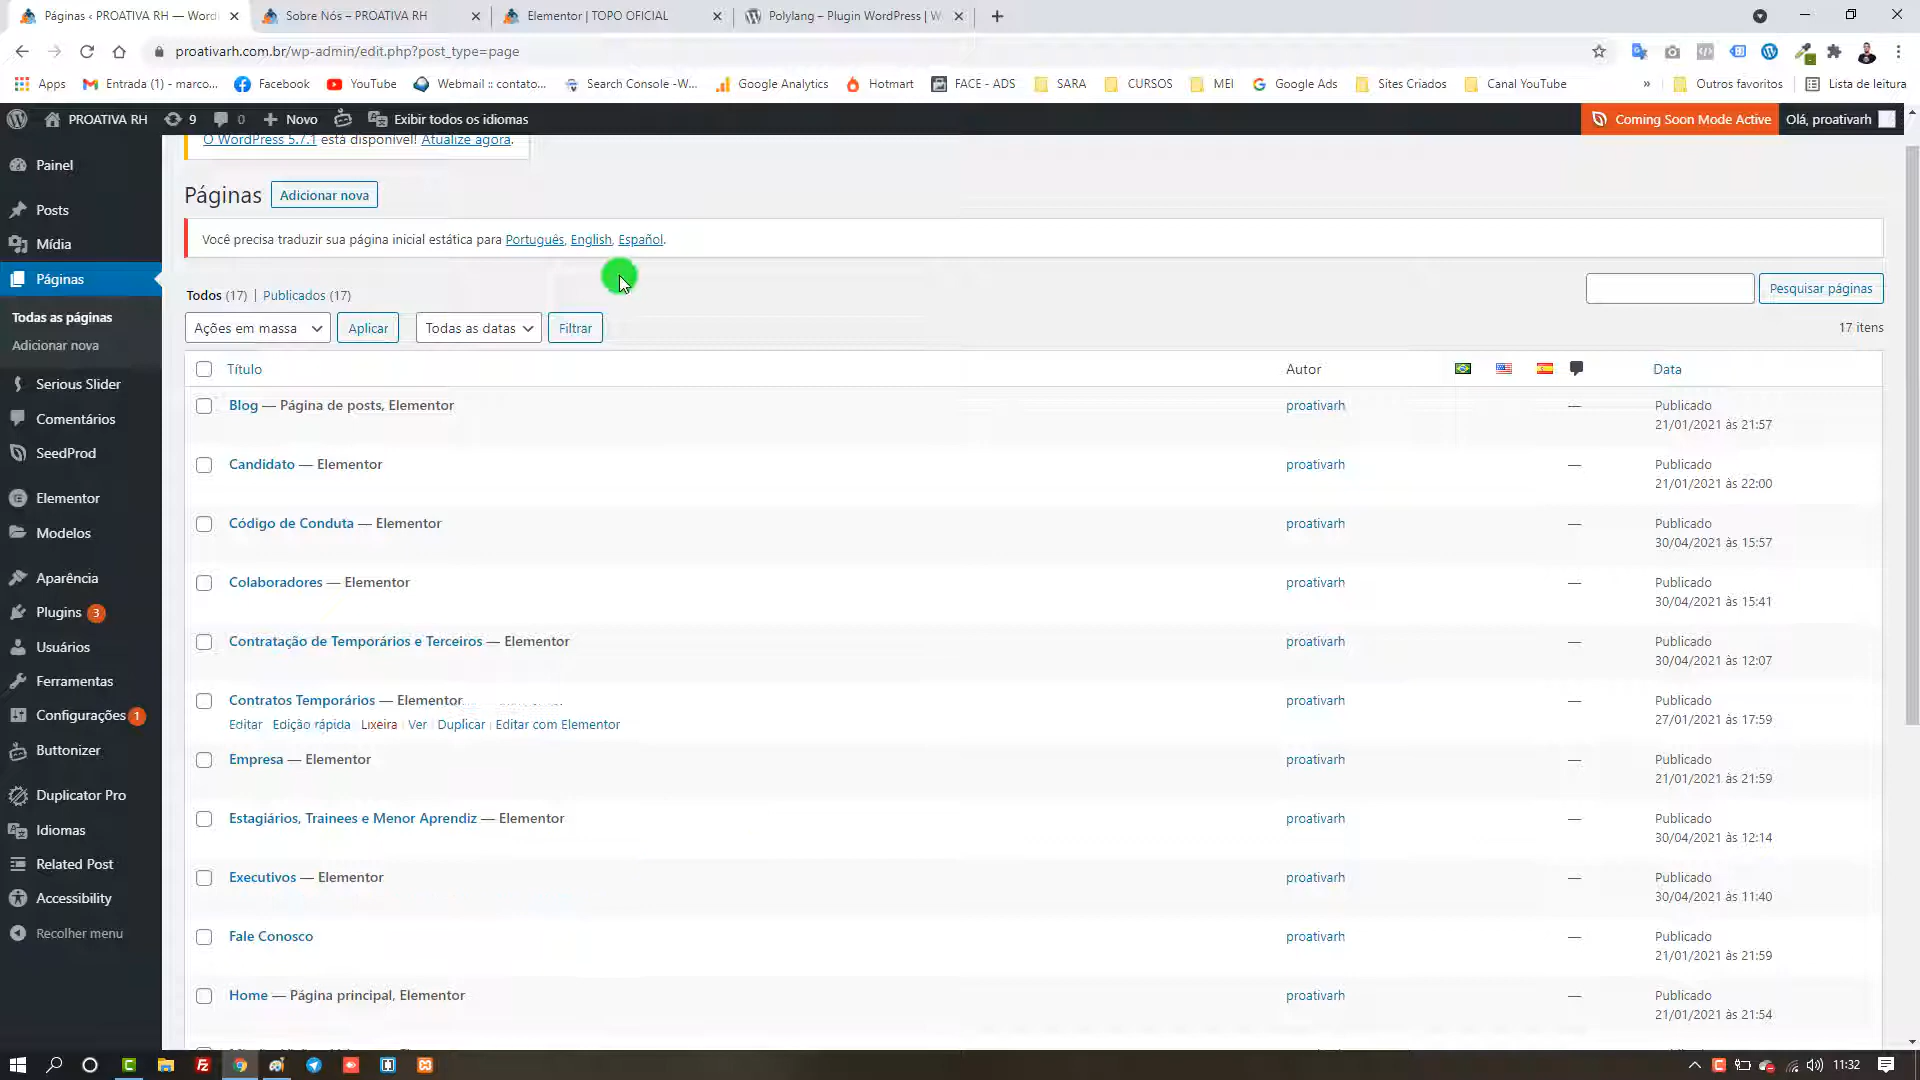 Páginas ‹ PROATIVA RH — Word
Sobre Nós – PROATIVA RH
Elementor | TOPO OFICIAL
Polylang – Plugin WordPress | W
proativarh.com.br/wp-admin/edit.php?post_type=page
Apps
Entrada (1) - marco...
Facebook
YouTube
Webmail :: contato...
Search Console -W...
Google Analytics
Hotmart
FACE - ADS
SARA
CURSOS
MEI
Google Ads
Sites Criados
Canal YouTube
»
Outros favoritos
Lista de leitura
PROATIVA RH
9
0
Novo
Exibir todos os idiomas
Coming Soon Mode Active
Olá, proativarh
O WordPress 5.7.1 está disponível! Atualize agora.
Painel
Posts
Mídia
Páginas
Todas as páginas
Adicionar nova
Serious Slider
Comentários
SeedProd
Elementor
Modelos
Aparência
Plugins 3
Usuários
Ferramentas
Configurações 1
Buttonizer
Duplicator Pro
Idiomas
Related Post
Accessibility
Recolher menu
Páginas
Adicionar nova
Você precisa traduzir sua página inicial estática para Português, English, Español.
Todos (17) | Publicados (17)
Pesquisar páginas
Ações em massa
Aplicar
Todas as datas
Filtrar
17 itens
Título
Autor
Data
Blog — Página de posts, Elementor
proativarh
—
Publicado
21/01/2021 às 21:57
Candidato — Elementor
proativarh
—
Publicado
21/01/2021 às 22:00
Código de Conduta — Elementor
proativarh
—
Publicado
30/04/2021 às 15:57
Colaboradores — Elementor
proativarh
—
Publicado
30/04/2021 às 15:41
Contratação de Temporários e Terceiros — Elementor
proativarh
—
Publicado
30/04/2021 às 12:07
Contratos Temporários — Elementor
proativarh
—
Publicado
27/01/2021 às 17:59
Editar Edição rápida Lixeira Ver Duplicar Editar com Elementor
Empresa — Elementor
proativarh
—
Publicado
21/01/2021 às 21:59
Estagiários, Trainees e Menor Aprendiz — Elementor
proativarh
—
Publicado
30/04/2021 às 12:14
Executivos — Elementor
proativarh
—
Publicado
30/04/2021 às 11:40
Fale Conosco
proativarh
—
Publicado
21/01/2021 às 21:59
Home — Página principal, Elementor
proativarh
—
Publicado
21/01/2021 às 21:54
11:32